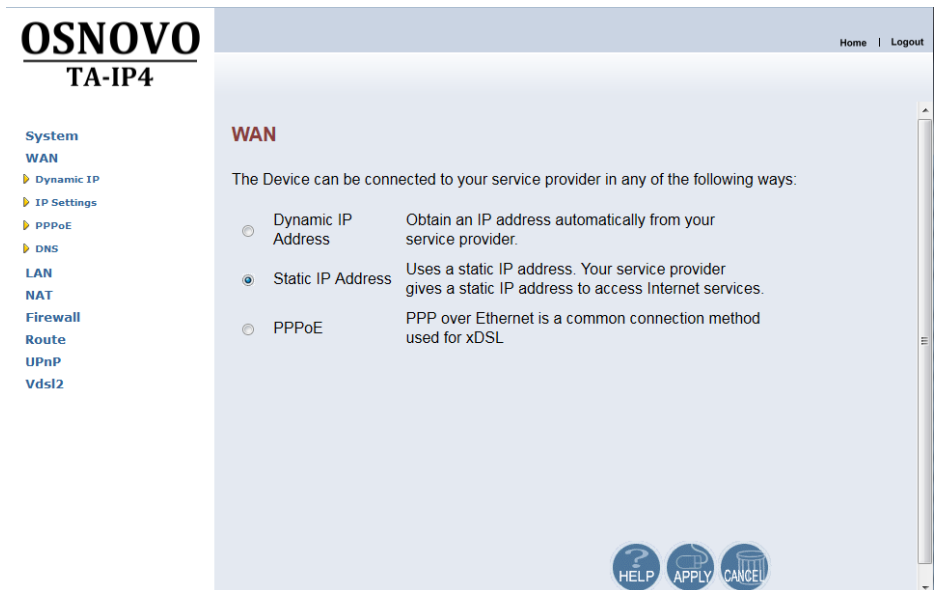 OSNOVO
TA-IP4
Home | Logout
System
WAN
Dynamic IP
IP Settings
PPPoE
DNS
LAN
NAT
Firewall
Route
UPnP
Vdsl2
WAN
The Device can be connected to your service provider in any of the following ways:
Dynamic IP Address
Obtain an IP address automatically from your
service provider.
Static IP Address
Uses a static IP address. Your service provider
gives a static IP address to access Internet services.
PPPoE
PPP over Ethernet is a common connection method
used for xDSL
HELP APPLY CANCEL